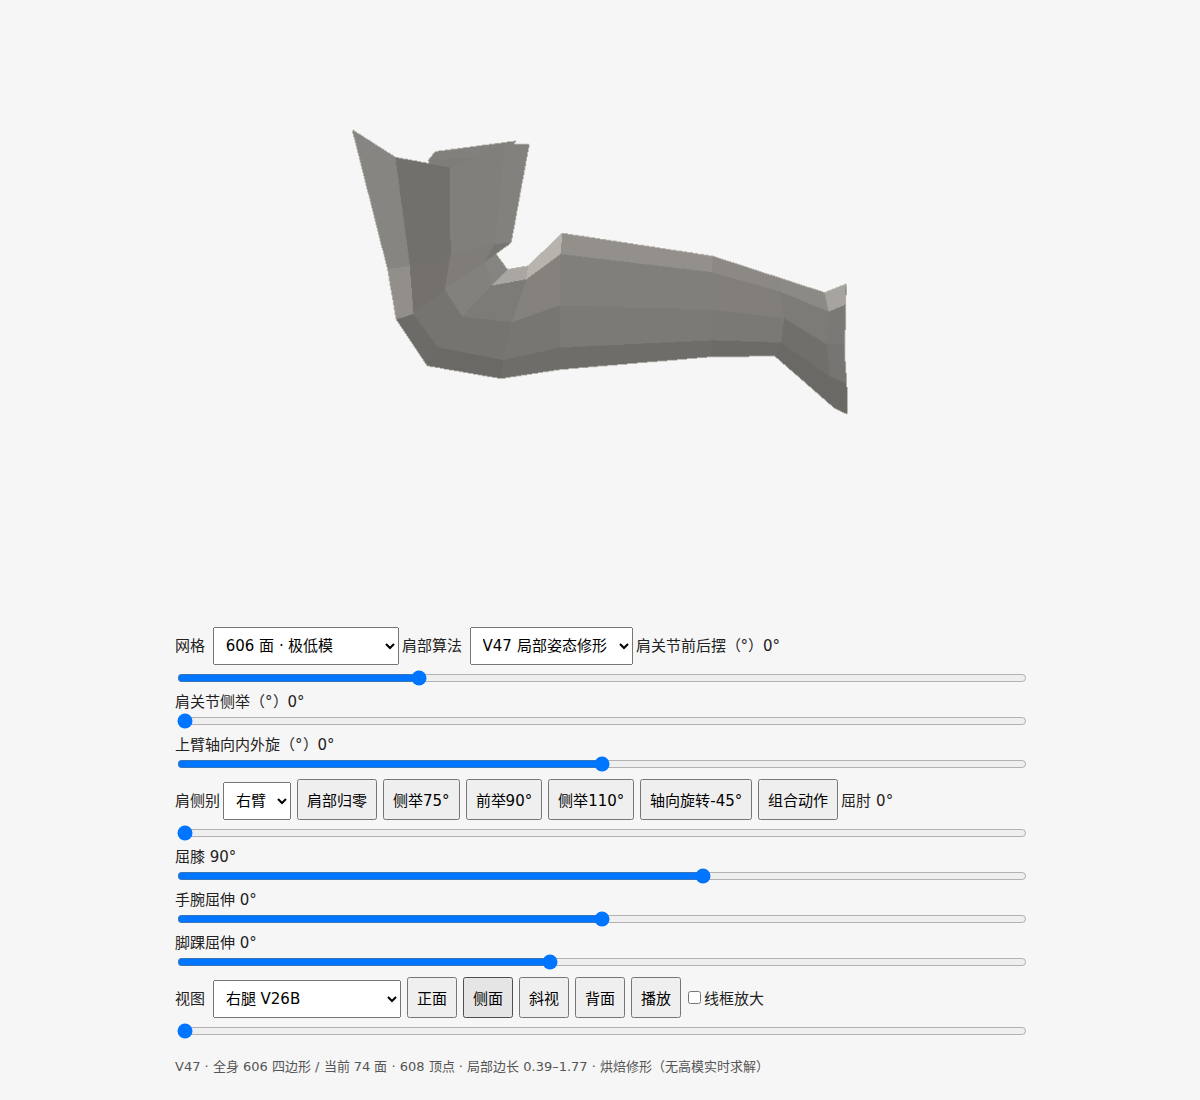 网格 606 面 · 极低模 肩部算法 V47 局部姿态修形 肩关节前后摆（°）0°
肩关节侧举（°）0°
上臂轴向内外旋（°）0°
肩侧别 右臂 肩部归零 侧举75° 前举90° 侧举110° 轴向旋转-45° 组合动作 屈肘 0°
屈膝 90°
手腕屈伸 0°
脚踝屈伸 0°
视图 右腿 V26B 正面 侧面 斜视 背面 播放 线框放大
V47 · 全身 606 四边形 / 当前 74 面 · 608 顶点 · 局部边长 0.39–1.77 · 烘焙修形（无高模实时求解）